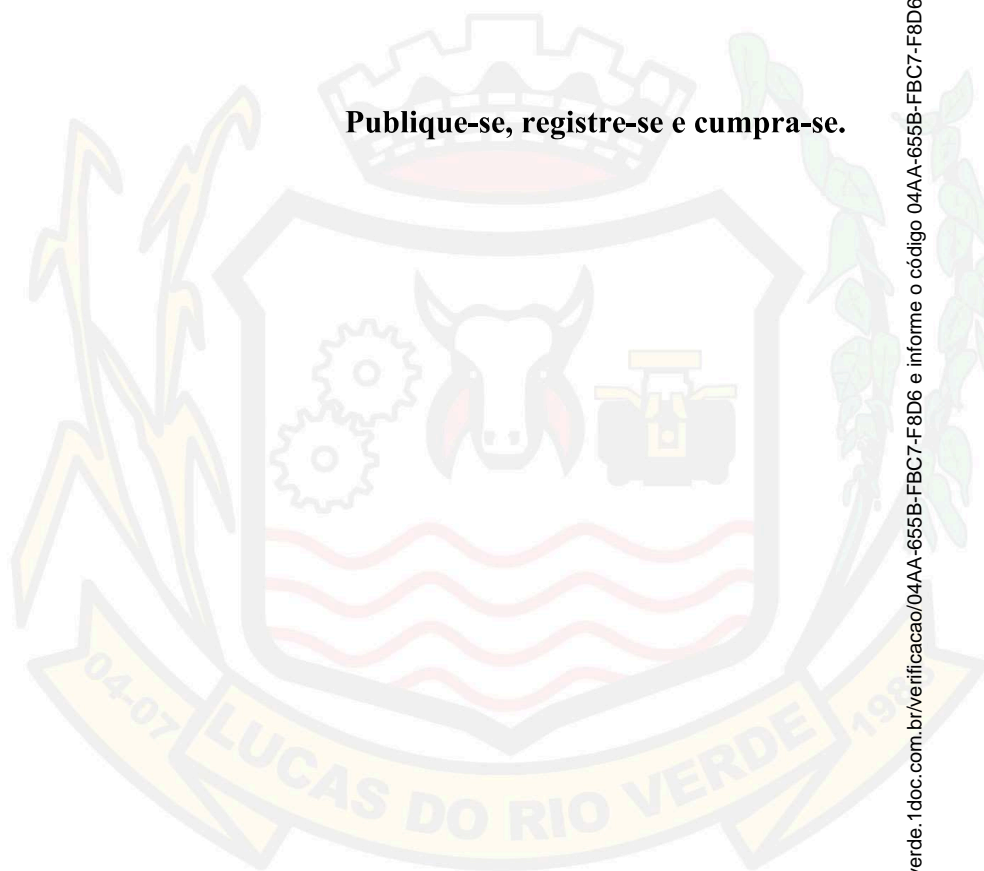 Publique-se, registre-se e cumpra-se.
verde.1doc.com.br/verificacao/04AA-655B-FBC7-F8D6 e informe o código 04AA-655B-FBC7-F8D6
04-07
LUCAS DO RIO VERDE